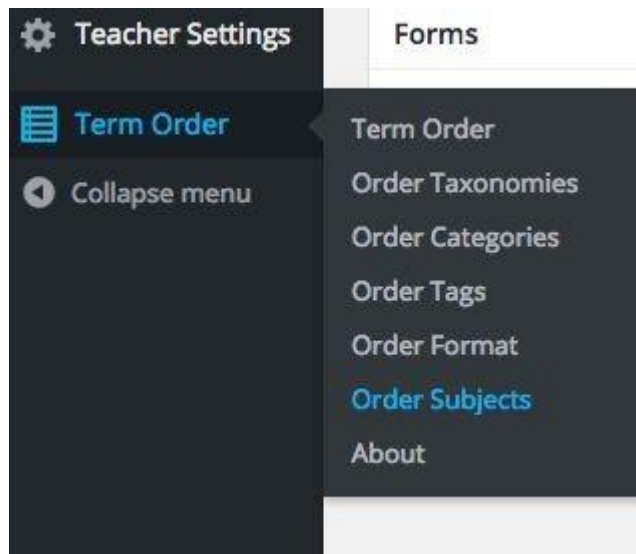 Teacher Settings
Forms
Term Order
Collapse menu
Term Order
Order Taxonomies
Order Categories
Order Tags
Order Format
Order Subjects
About